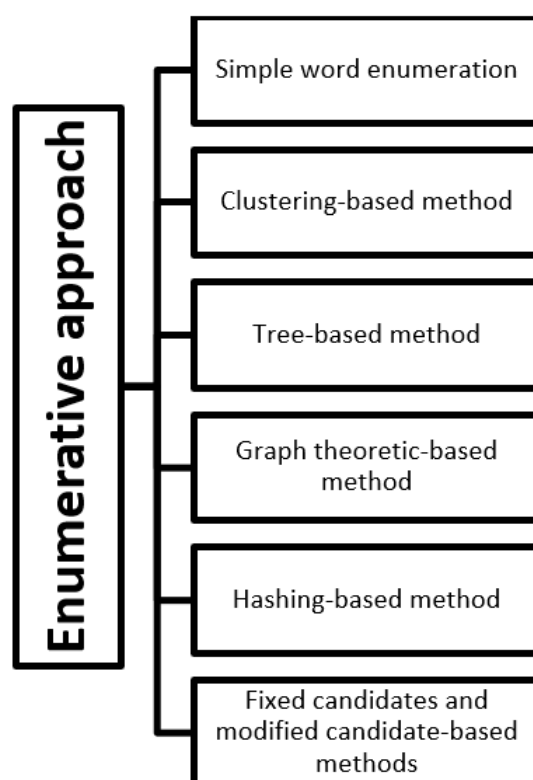 Enumerative approach
Simple word enumeration
Clustering-based method
Tree-based method
Graph theoretic-based
method
Hashing-based method
Fixed candidates and
modified candidate-based
methods